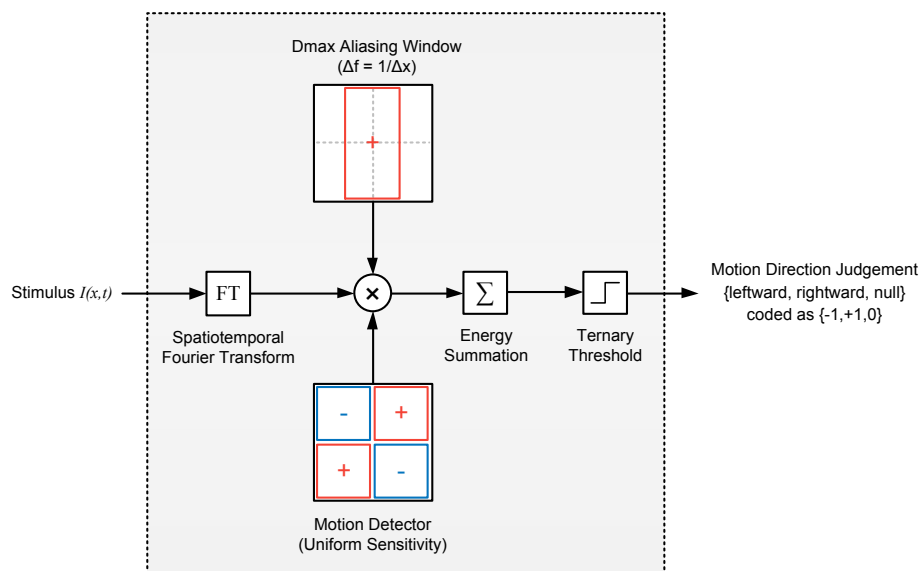 Dmax Aliasing Window
(Δf = 1/Δx)
+
Stimulus I(x,t)
FT
×
Σ
Spatiotemporal
Fourier Transform
Energy
Summation
Ternary
Threshold
Motion Direction Judgement
{leftward, rightward, null}
coded as {-1,+1,0}
- +
+ -
Motion Detector
(Uniform Sensitivity)